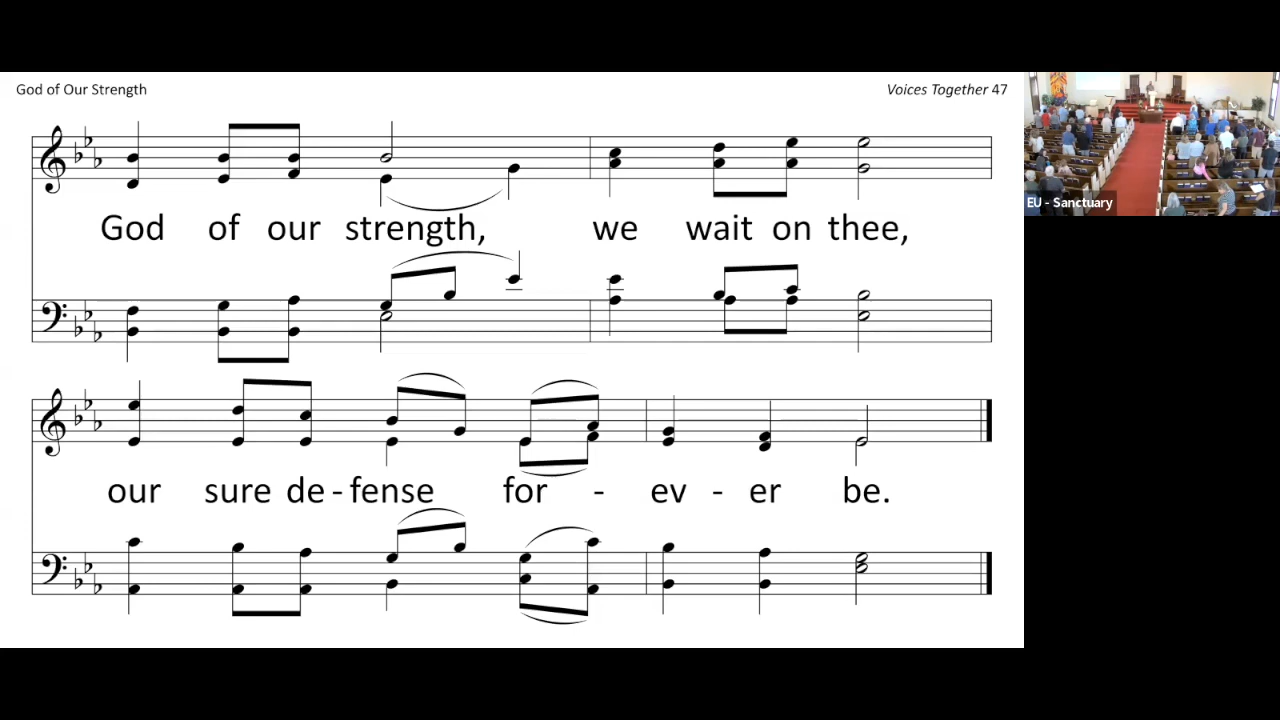 God of Our Strength
Voices Together 47
EU - Sanctuary
God of our strength, we wait on thee,
our sure de - fense for - ev - er be.